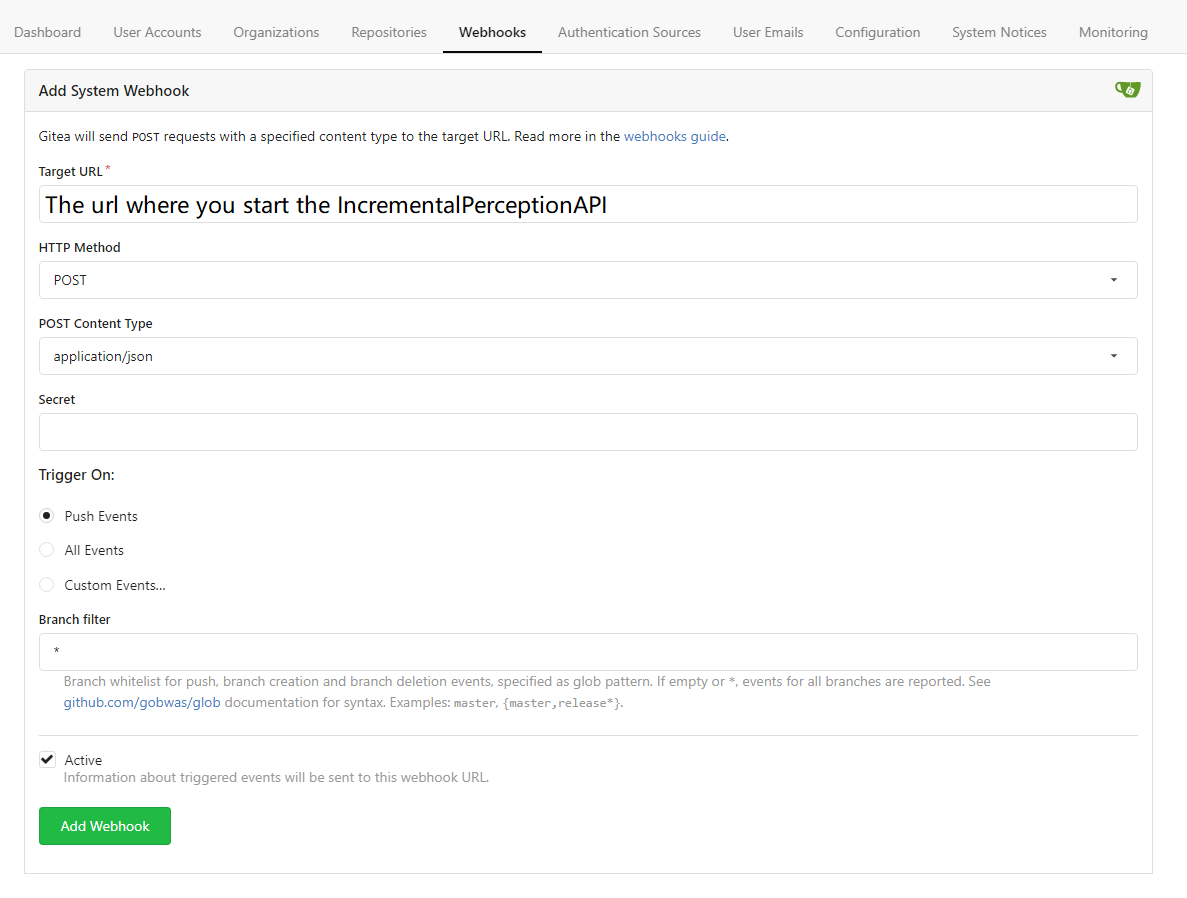 Dashboard User Accounts Organizations Repositories Webhooks Authentication Sources User Emails Configuration System Notices Monitoring
Add System Webhook
Gitea will send POST requests with a specified content type to the target URL. Read more in the webhooks guide.
Target URL *
The url where you start the IncrementalPerceptionAPI
HTTP Method
POST
POST Content Type
application/json
Secret
Trigger On:
Push Events
All Events
Custom Events...
Branch filter
*
Branch whitelist for push, branch creation and branch deletion events, specified as glob pattern. If empty or *, events for all branches are reported. See
github.com/gobwas/glob documentation for syntax. Examples: master, {master,release*}.
Active
Information about triggered events will be sent to this webhook URL.
Add Webhook